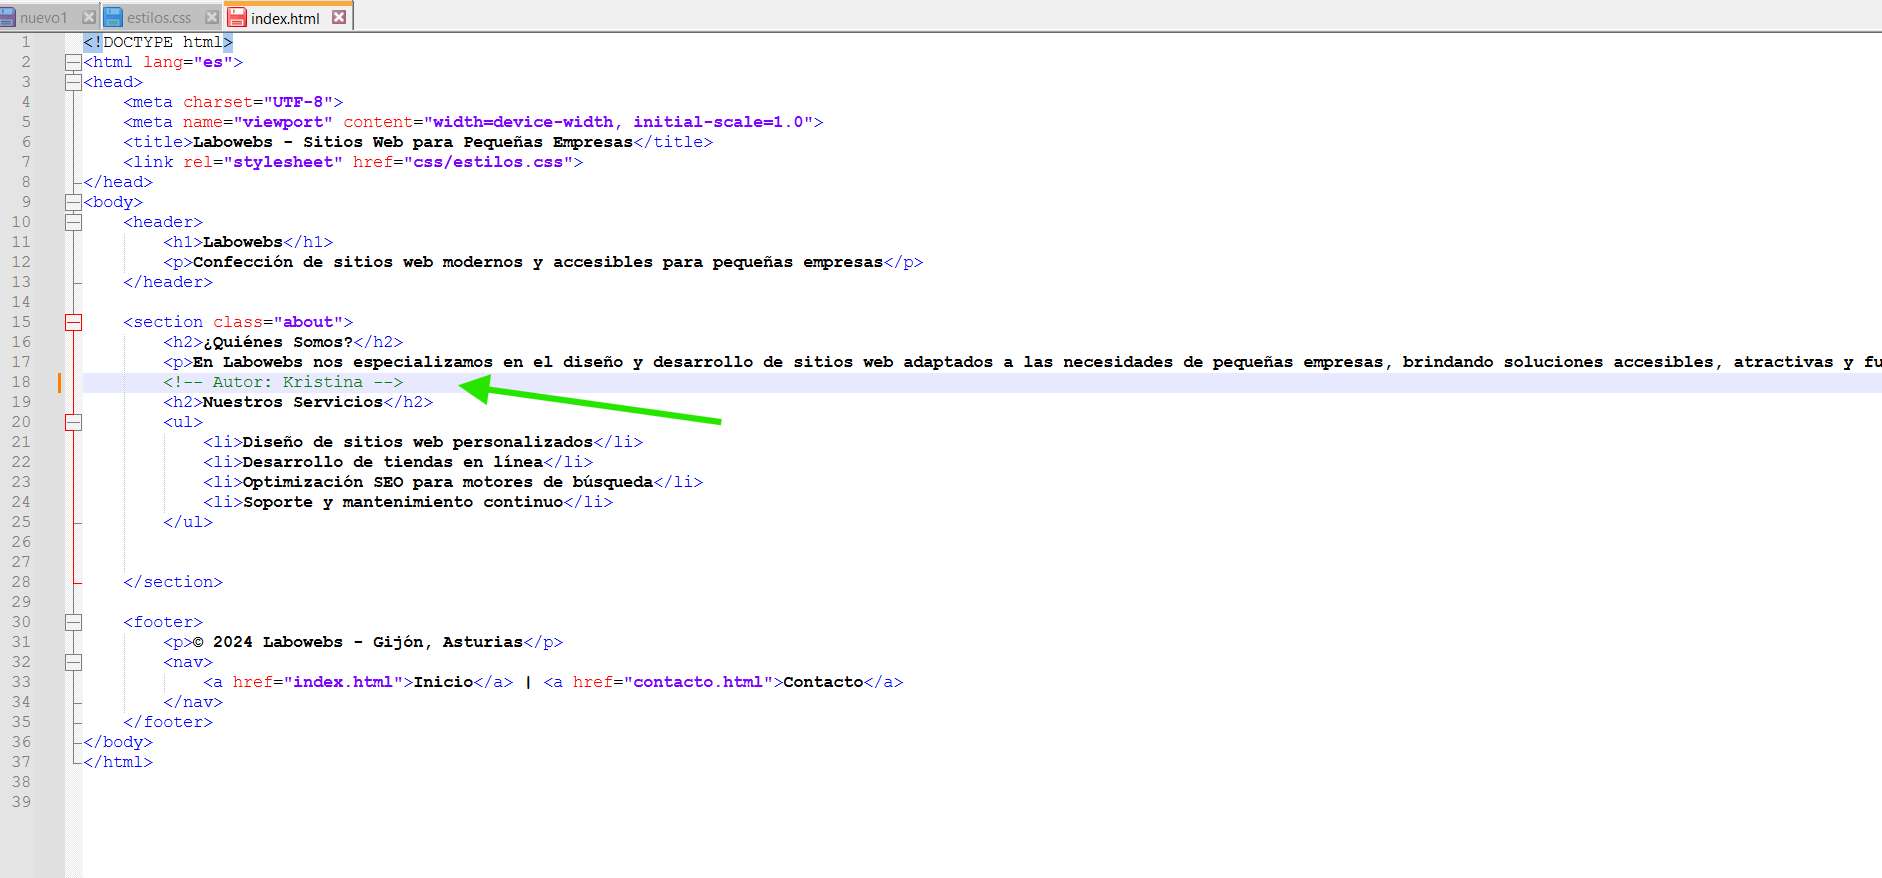 nuevo1 estilos.css index.html
1 <!DOCTYPE html>
2 <html lang="es">
3 <head>
4 <meta charset="UTF-8">
5 <meta name="viewport" content="width=device-width, initial-scale=1.0">
6 <title>Labowebs - Sitios Web para Pequeñas Empresas</title>
7 <link rel="stylesheet" href="css/estilos.css">
8 </head>
9 <body>
10 <header>
11 <h1>Labowebs</h1>
12 <p>Confección de sitios web modernos y accesibles para pequeñas empresas</p>
13 </header>
14
15 <section class="about">
16 <h2>¿Quiénes Somos?</h2>
17 <p>En Labowebs nos especializamos en el diseño y desarrollo de sitios web adaptados a las necesidades de pequeñas empresas, brindando soluciones accesibles, atractivas y fu
18 <!-- Autor: Kristina -->
19 <h2>Nuestros Servicios</h2>
20 <ul>
21 <li>Diseño de sitios web personalizados</li>
22 <li>Desarrollo de tiendas en línea</li>
23 <li>Optimización SEO para motores de búsqueda</li>
24 <li>Soporte y mantenimiento continuo</li>
25 </ul>
26
27
28 </section>
29
30 <footer>
31 <p>© 2024 Labowebs - Gijón, Asturias</p>
32 <nav>
33 <a href="index.html">Inicio</a> | <a href="contacto.html">Contacto</a>
34 </nav>
35 </footer>
36 </body>
37 </html>
38
39